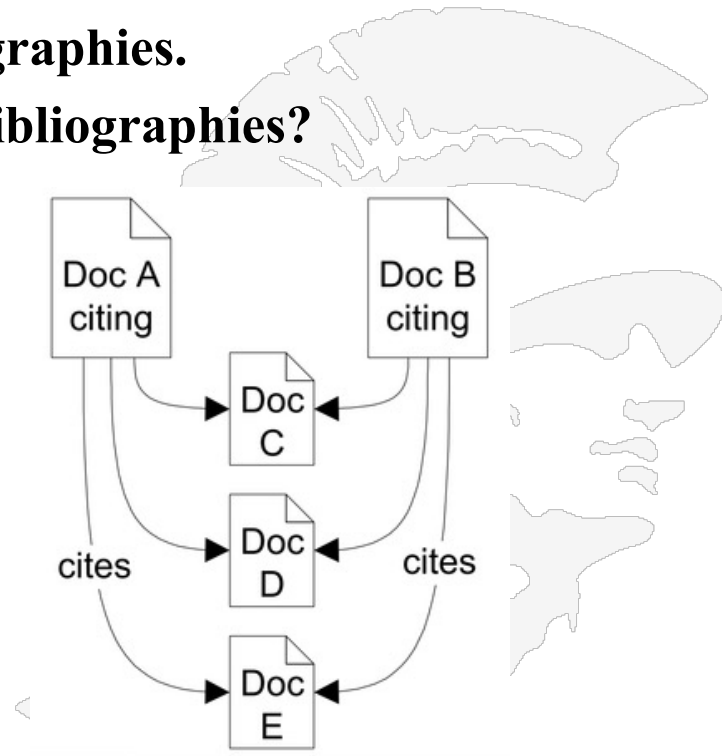 graphies.
ibliographies?
Doc A
citing
Doc B
citing
Doc
C
Doc
D
cites
cites
Doc
E